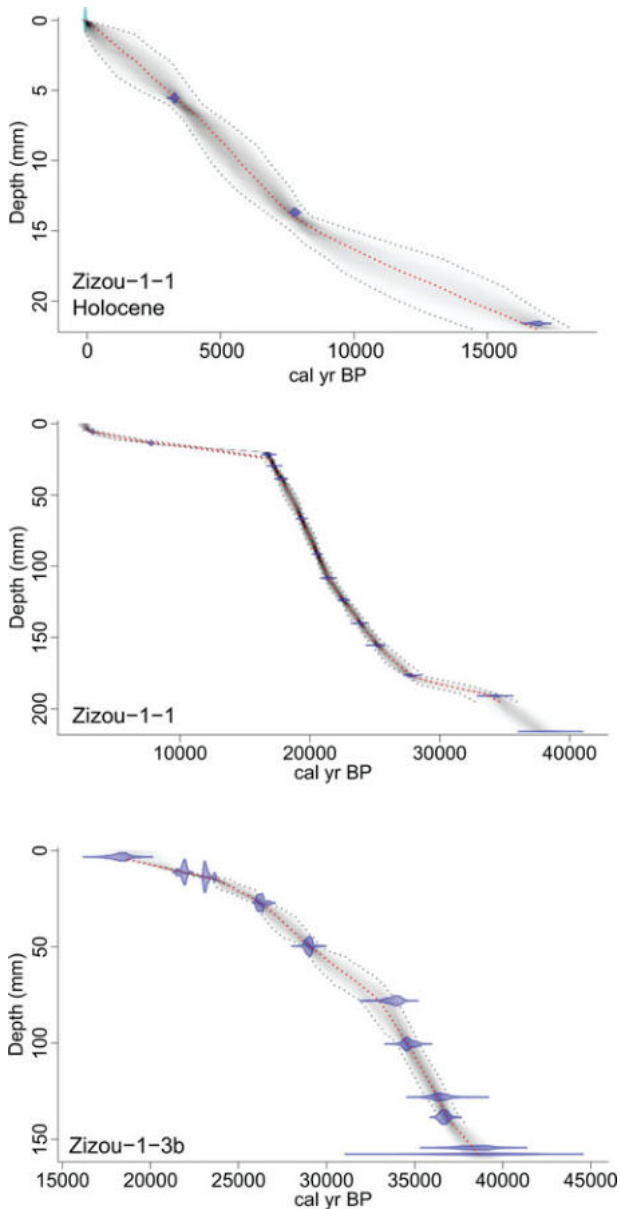 0
5
10
15
20
Depth (mm)
Zizou-1-1
Holocene
0 5000 10000 15000
cal yr BP
0
50
100
150
200
Depth (mm)
Zizou-1-1
10000 20000 30000 40000
cal yr BP
0
50
100
150
Depth (mm)
Zizou-1-3b
15000 20000 25000 30000 35000 40000 45000
cal yr BP